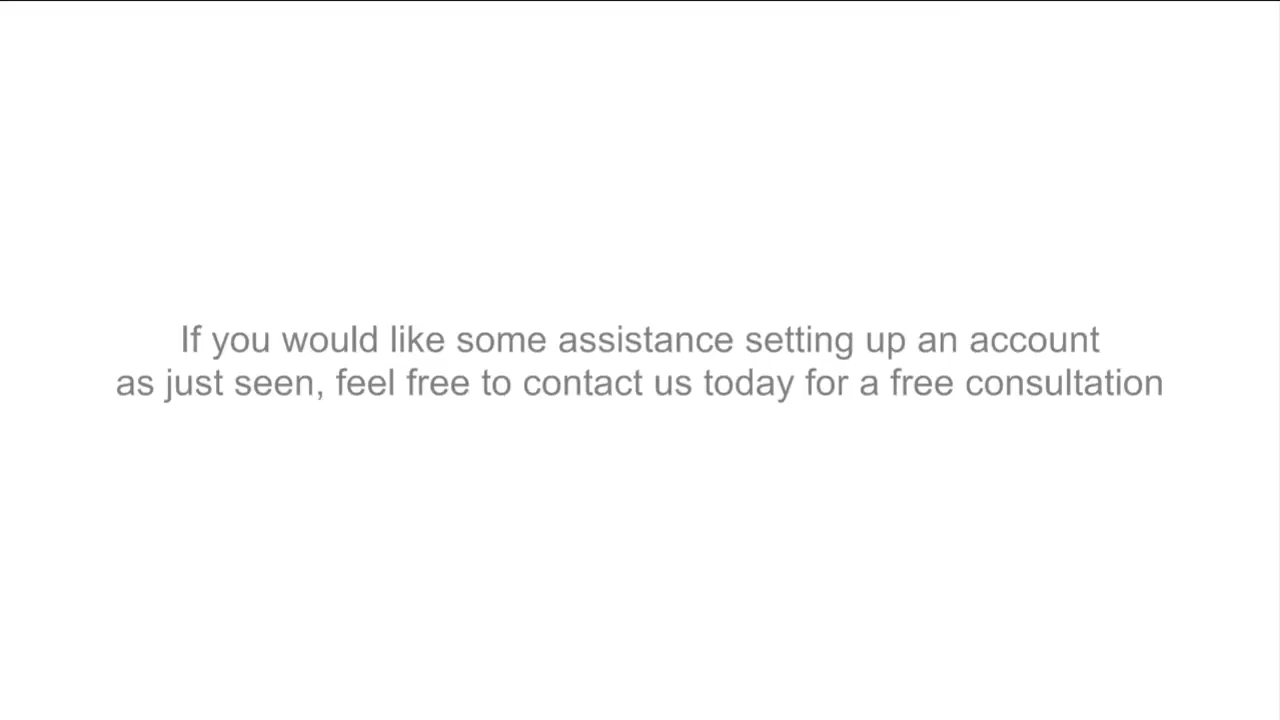 If you would like some assistance setting up an account
as just seen, feel free to contact us today for a free consultation